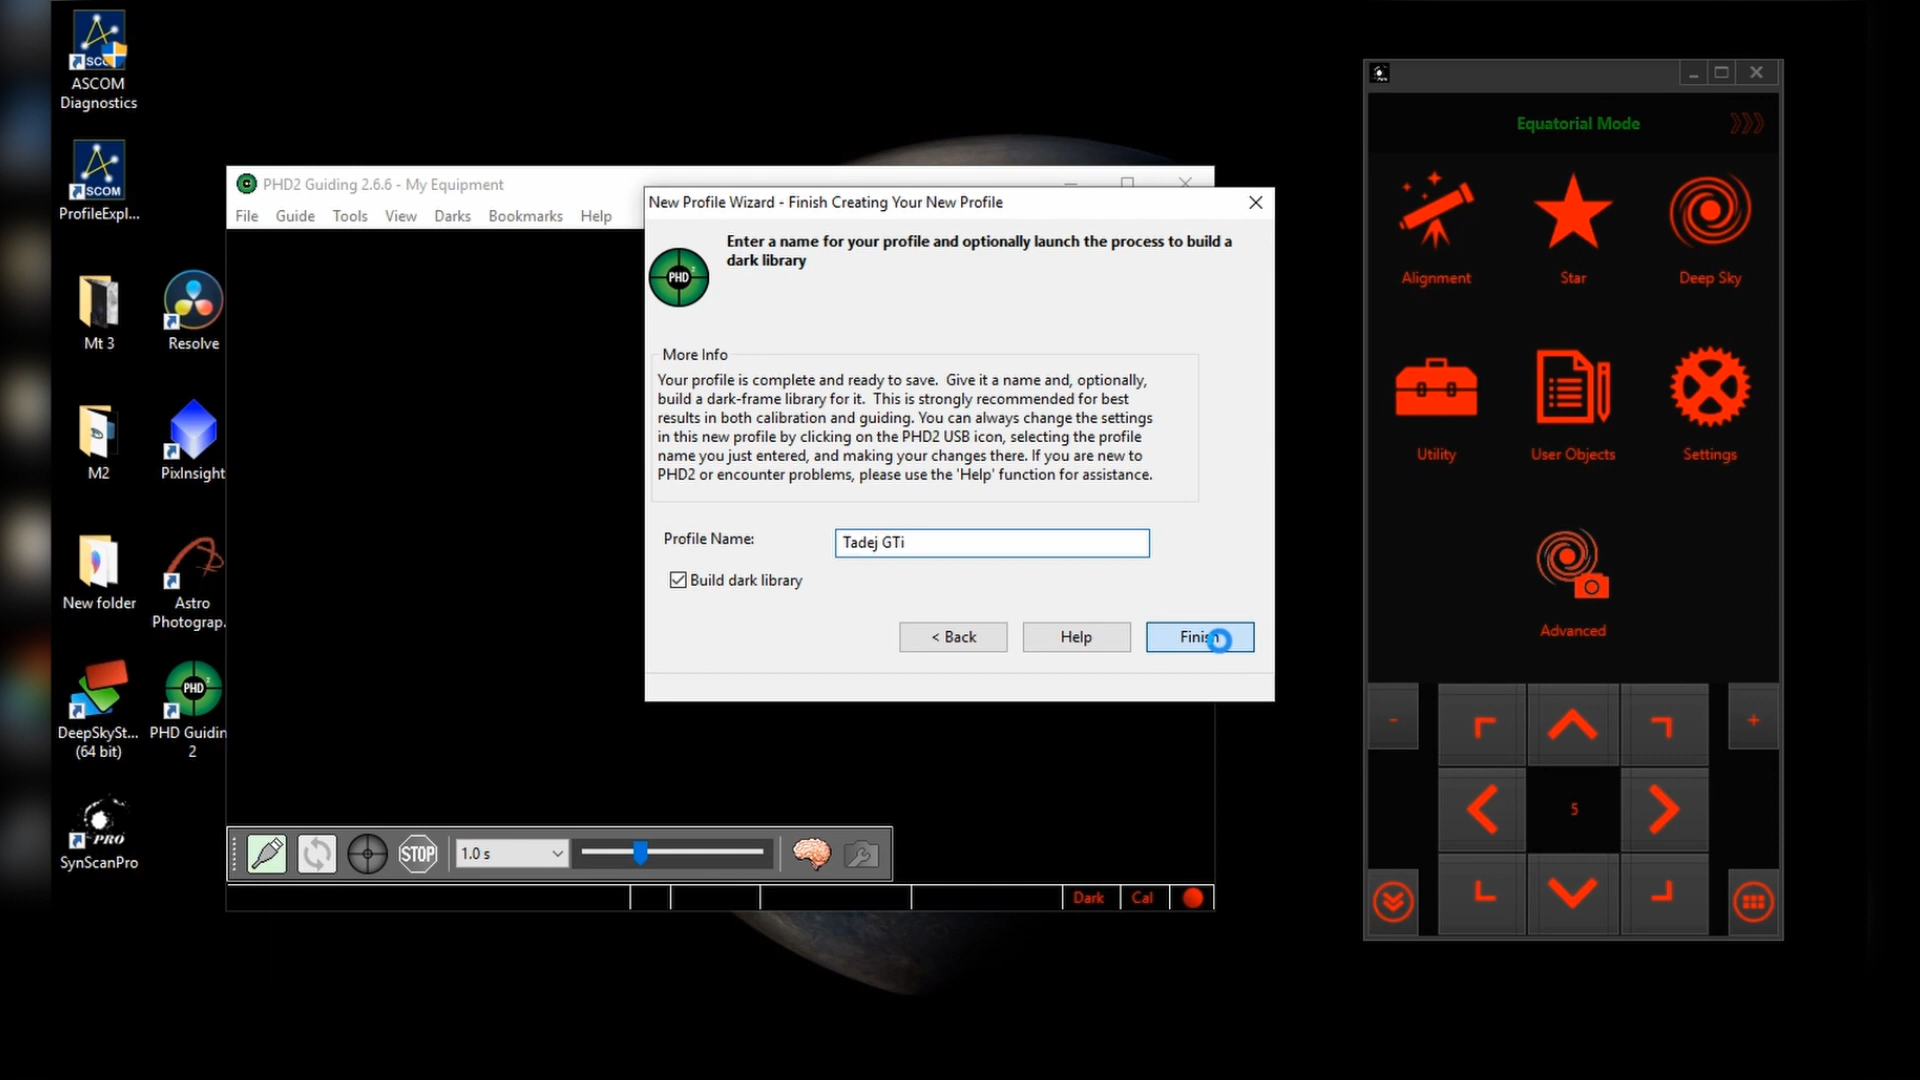 ASCOM
Diagnostics
SCOM
ProfileExpl...
Mt 3
Resolve
M2
PixInsight
New folder
Astro
Photograp.
PHD
DeepSkySt...
(64 bit)
PHD Guidin
2
PRO
SynScanPro
PHD2 Guiding 2.6.6 - My Equipment
File Guide Tools View Darks Bookmarks Help
New Profile Wizard - Finish Creating Your New Profile
Enter a name for your profile and optionally launch the process to build a
dark library
PHD 2
More Info
Your profile is complete and ready to save. Give it a name and, optionally,
build a dark-frame library for it. This is strongly recommended for best
results in both calibration and guiding. You can always change the settings
in this new profile by clicking on the PHD2 USB icon, selecting the profile
name you just entered, and making your changes there. If you are new to
PHD2 or encounter problems, please use the 'Help' function for assistance.
Profile Name:
Tadej GTi
Build dark library
< Back
Help
Finish
STOP
1.0 s
Dark
Cal
Equatorial Mode
Alignment
Star
Deep Sky
Utility
User Objects
Settings
Advanced
-
+
5